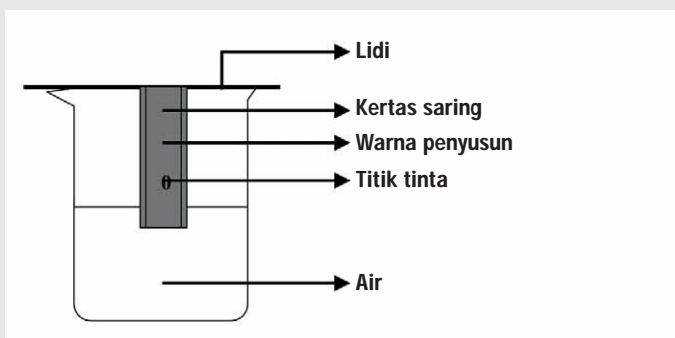 Lidi
Kertas saring
Warna penyusun
Titik tinta
Air